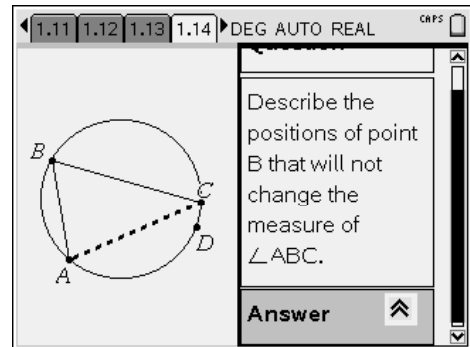 1.11 1.12 1.13 1.14 DEG AUTO REAL CAPS
Question
Describe the
positions of point
B that will not
change the
measure of
∠ABC.
Answer
B
C
D
A